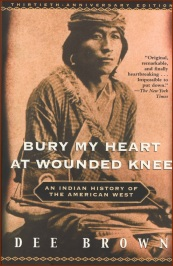 THIRTIETH-ANNIVERSARY EDITION
"Original,
remarkable,
and finally
heartbreaking . . .
Impossible to
put down."
—The New York
Times
BURY MY HEART
AT WOUNDED KNEE
AN INDIAN HISTORY OF
THE AMERICAN WEST
DEE BROWN